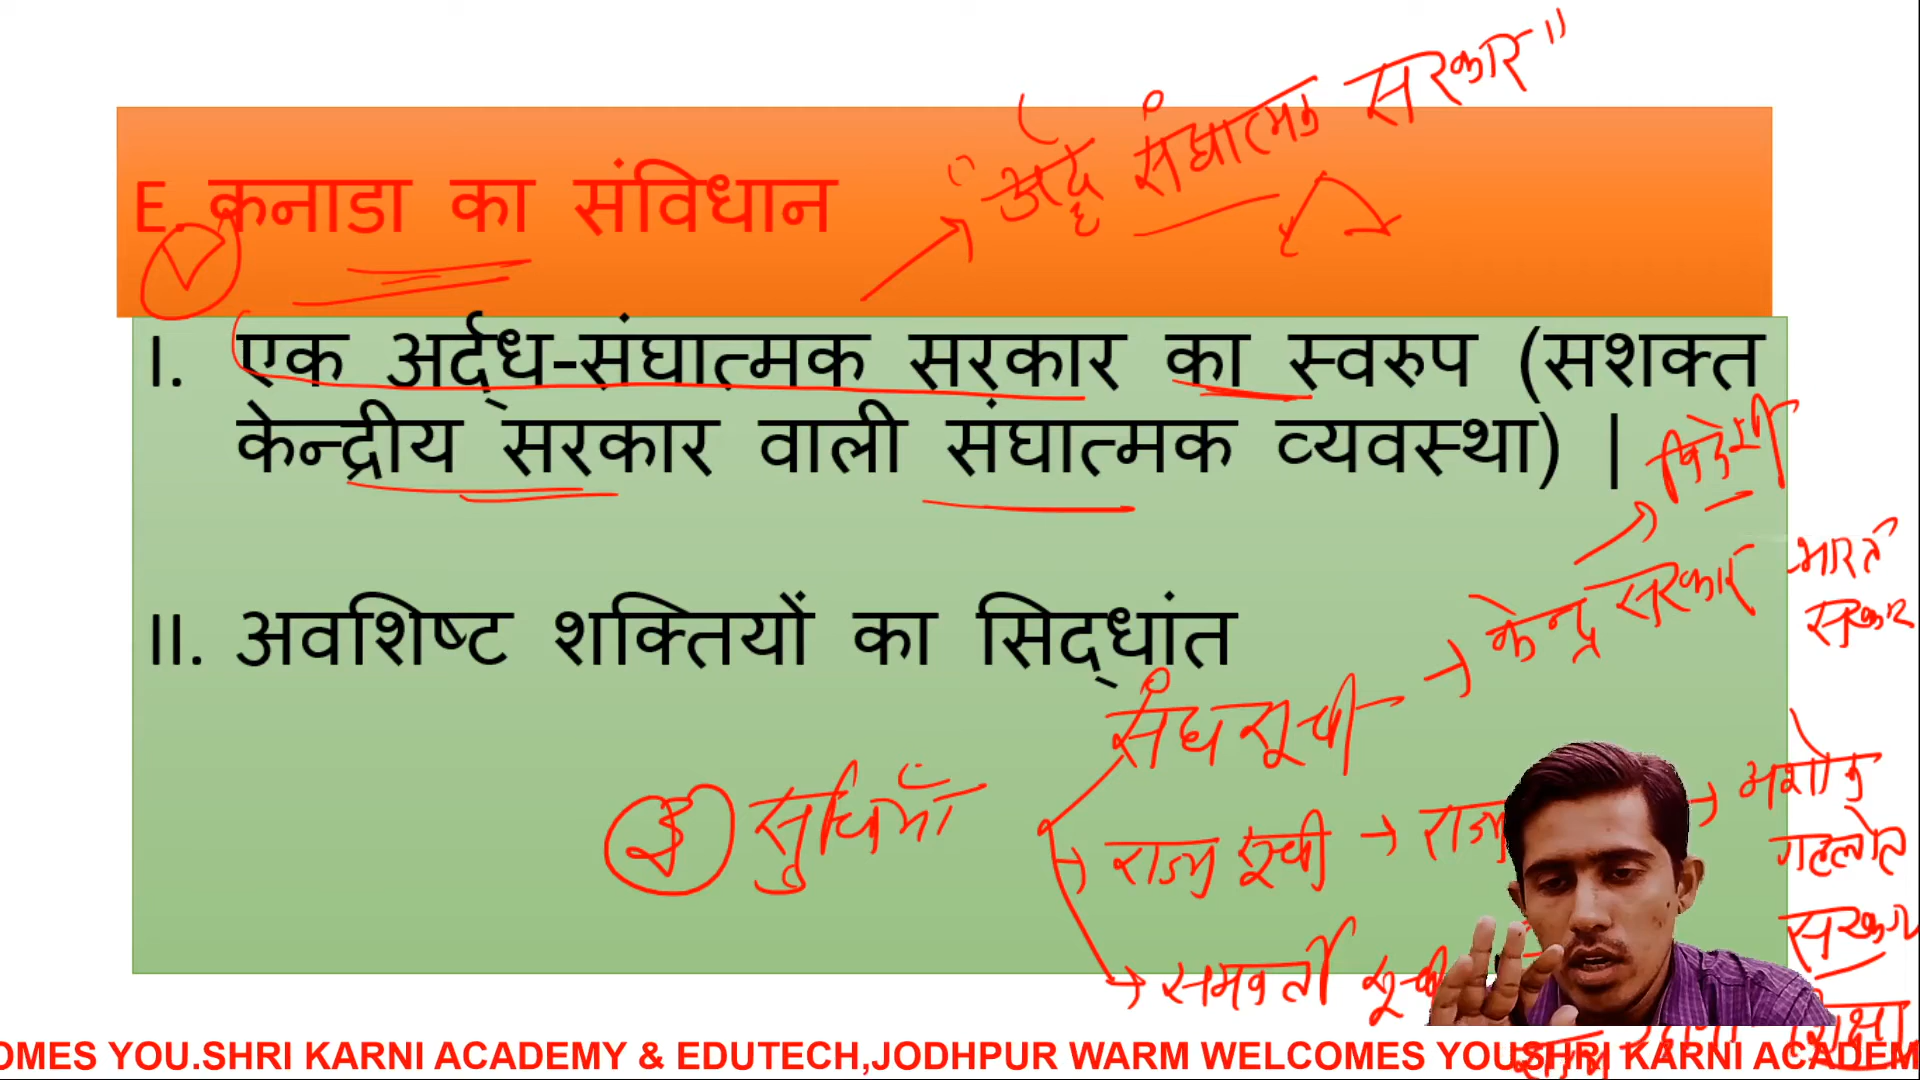 "अर्द्ध संघात्मक सरकार"
E. कनाडा का संविधान
I. एक अर्द्ध-संघात्मक सरकार का स्वरुप (सशक्त
केन्द्रीय सरकार वाली संघात्मक व्यवस्था) |
II. अवशिष्ट शक्तियों का सिद्धांत
केन्द्र सरकार
भारत
सरकार
संघ सूची
3 सुचियाँ
राज्य सूची
अशोक
गहलोत
सरकार
समवर्ती सूची
शिक्षा
OMES YOU.SHRI KARNI ACADEMY & EDUTECH,JODHPUR WARM WELCOMES YOU.SHRI KARNI ACADEM